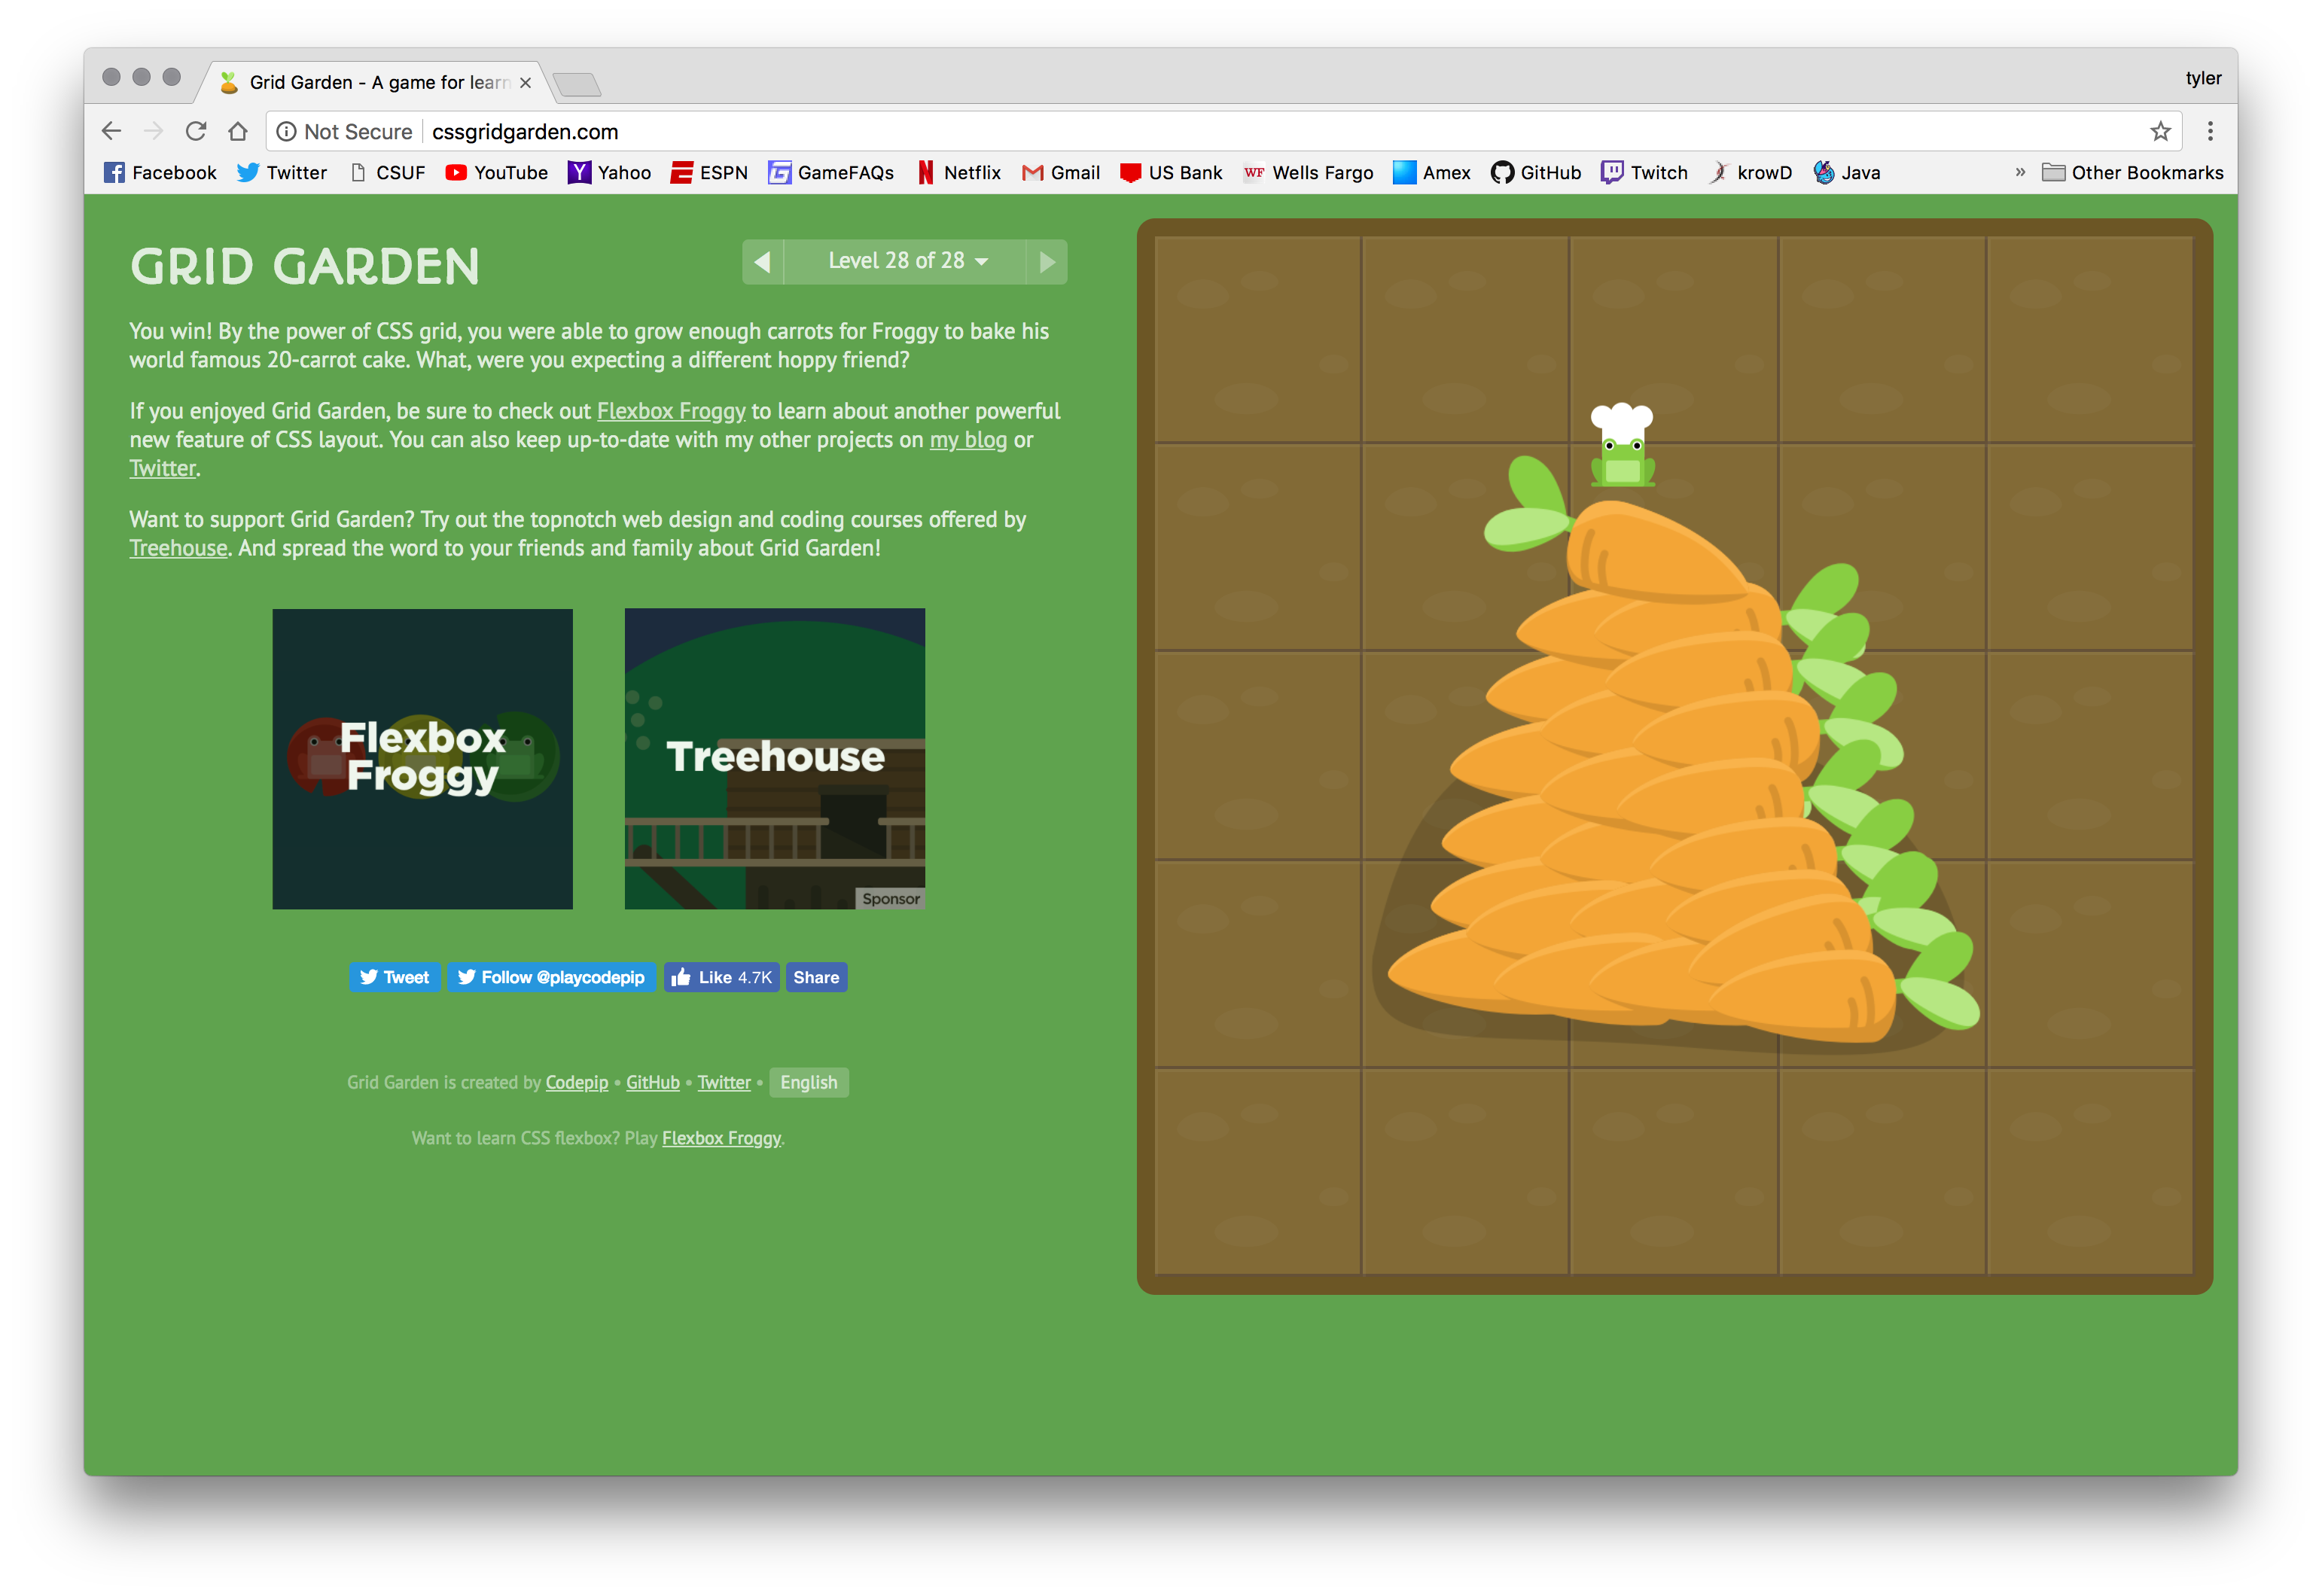 Grid Garden - A game for learn
tyler
Not Secure
cssgridgarden.com
Facebook
Twitter
CSUF
YouTube
Yahoo
ESPN
GameFAQs
Netflix
Gmail
US Bank
WF Wells Fargo
Amex
GitHub
Twitch
krowD
Java
» Other Bookmarks
GRID GARDEN
Level 28 of 28
You win! By the power of CSS grid, you were able to grow enough carrots for Froggy to bake his
world famous 20-carrot cake. What, were you expecting a different hoppy friend?
If you enjoyed Grid Garden, be sure to check out Flexbox Froggy to learn about another powerful
new feature of CSS layout. You can also keep up-to-date with my other projects on my blog or
Twitter.
Want to support Grid Garden? Try out the topnotch web design and coding courses offered by
Treehouse. And spread the word to your friends and family about Grid Garden!
Flexbox
Froggy
Treehouse
Sponsor
Tweet
Follow @playcodepip
Like 4.7K
Share
Grid Garden is created by Codepip • GitHub • Twitter • English
Want to learn CSS flexbox? Play Flexbox Froggy.